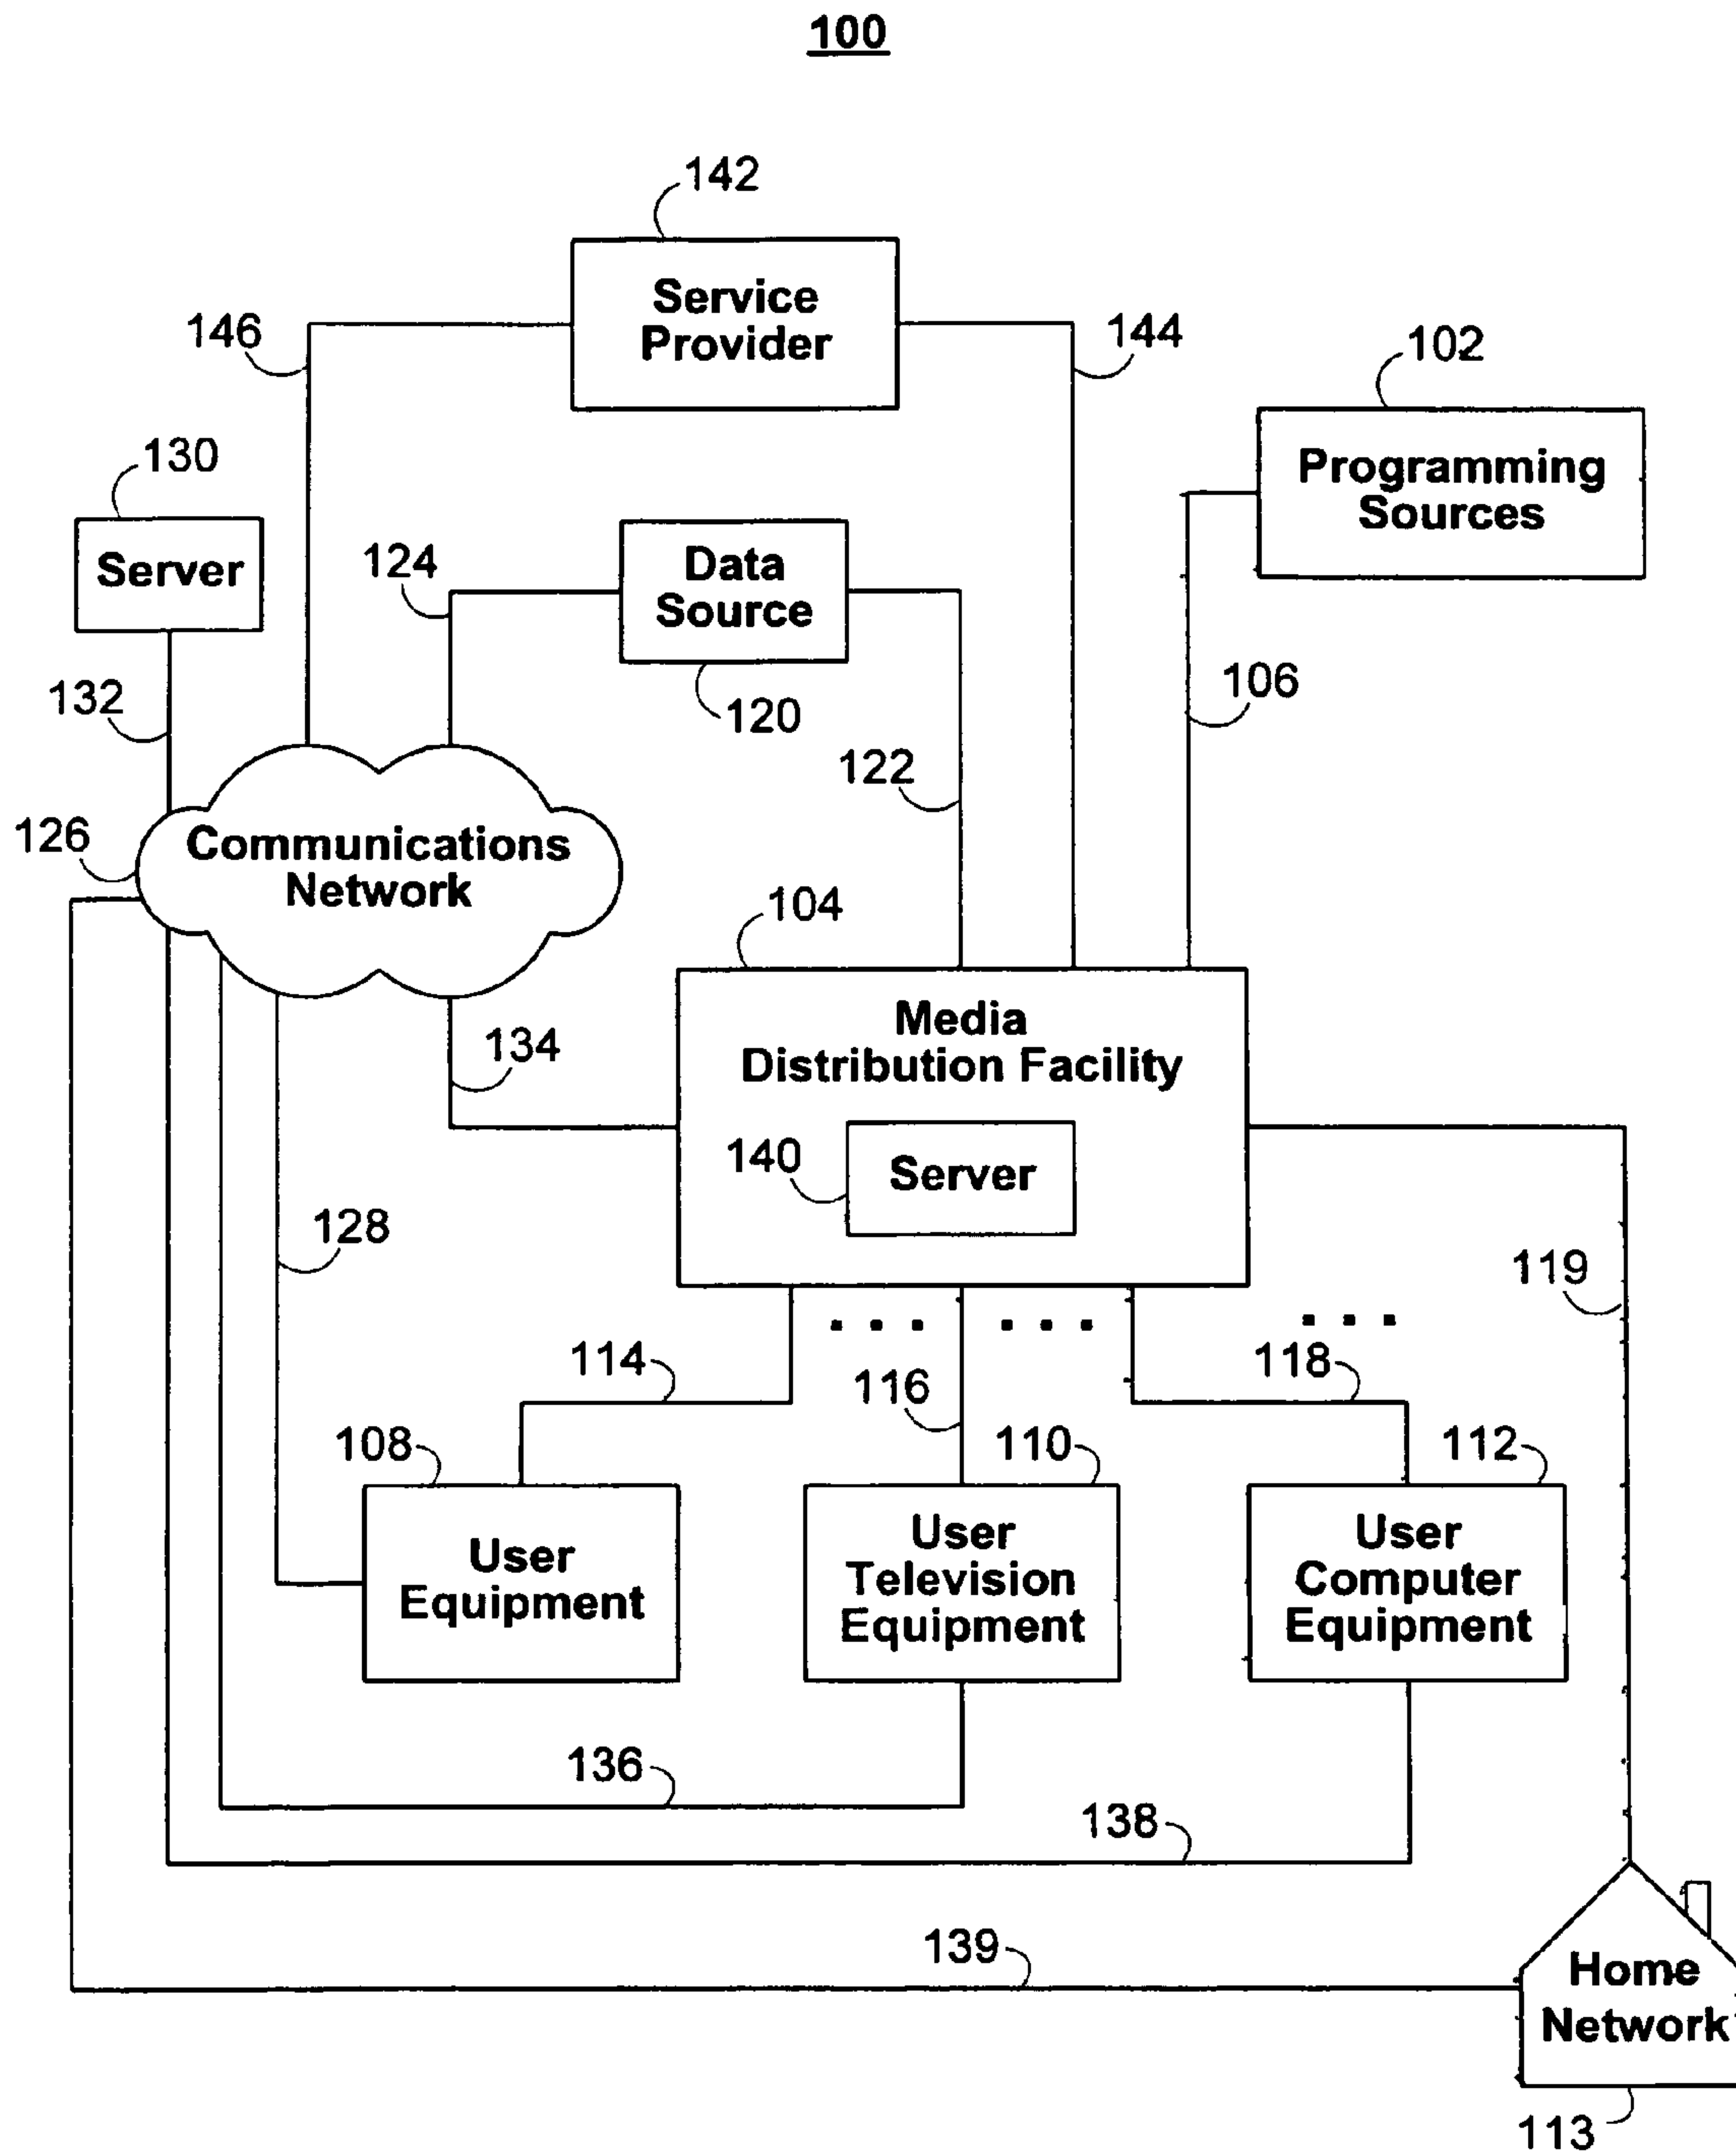 100
142
Service
Provider
146
144
102
Programming
Sources
130
Server
124
Data
Source
120
132
106
122
126
Communications
Network
104
Media
Distribution Facility
134
140
Server
128
119
114
116
118
108
110
112
User
Equipment
User
Television
Equipment
User
Computer
Equipment
136
138
139
Home
Network
113